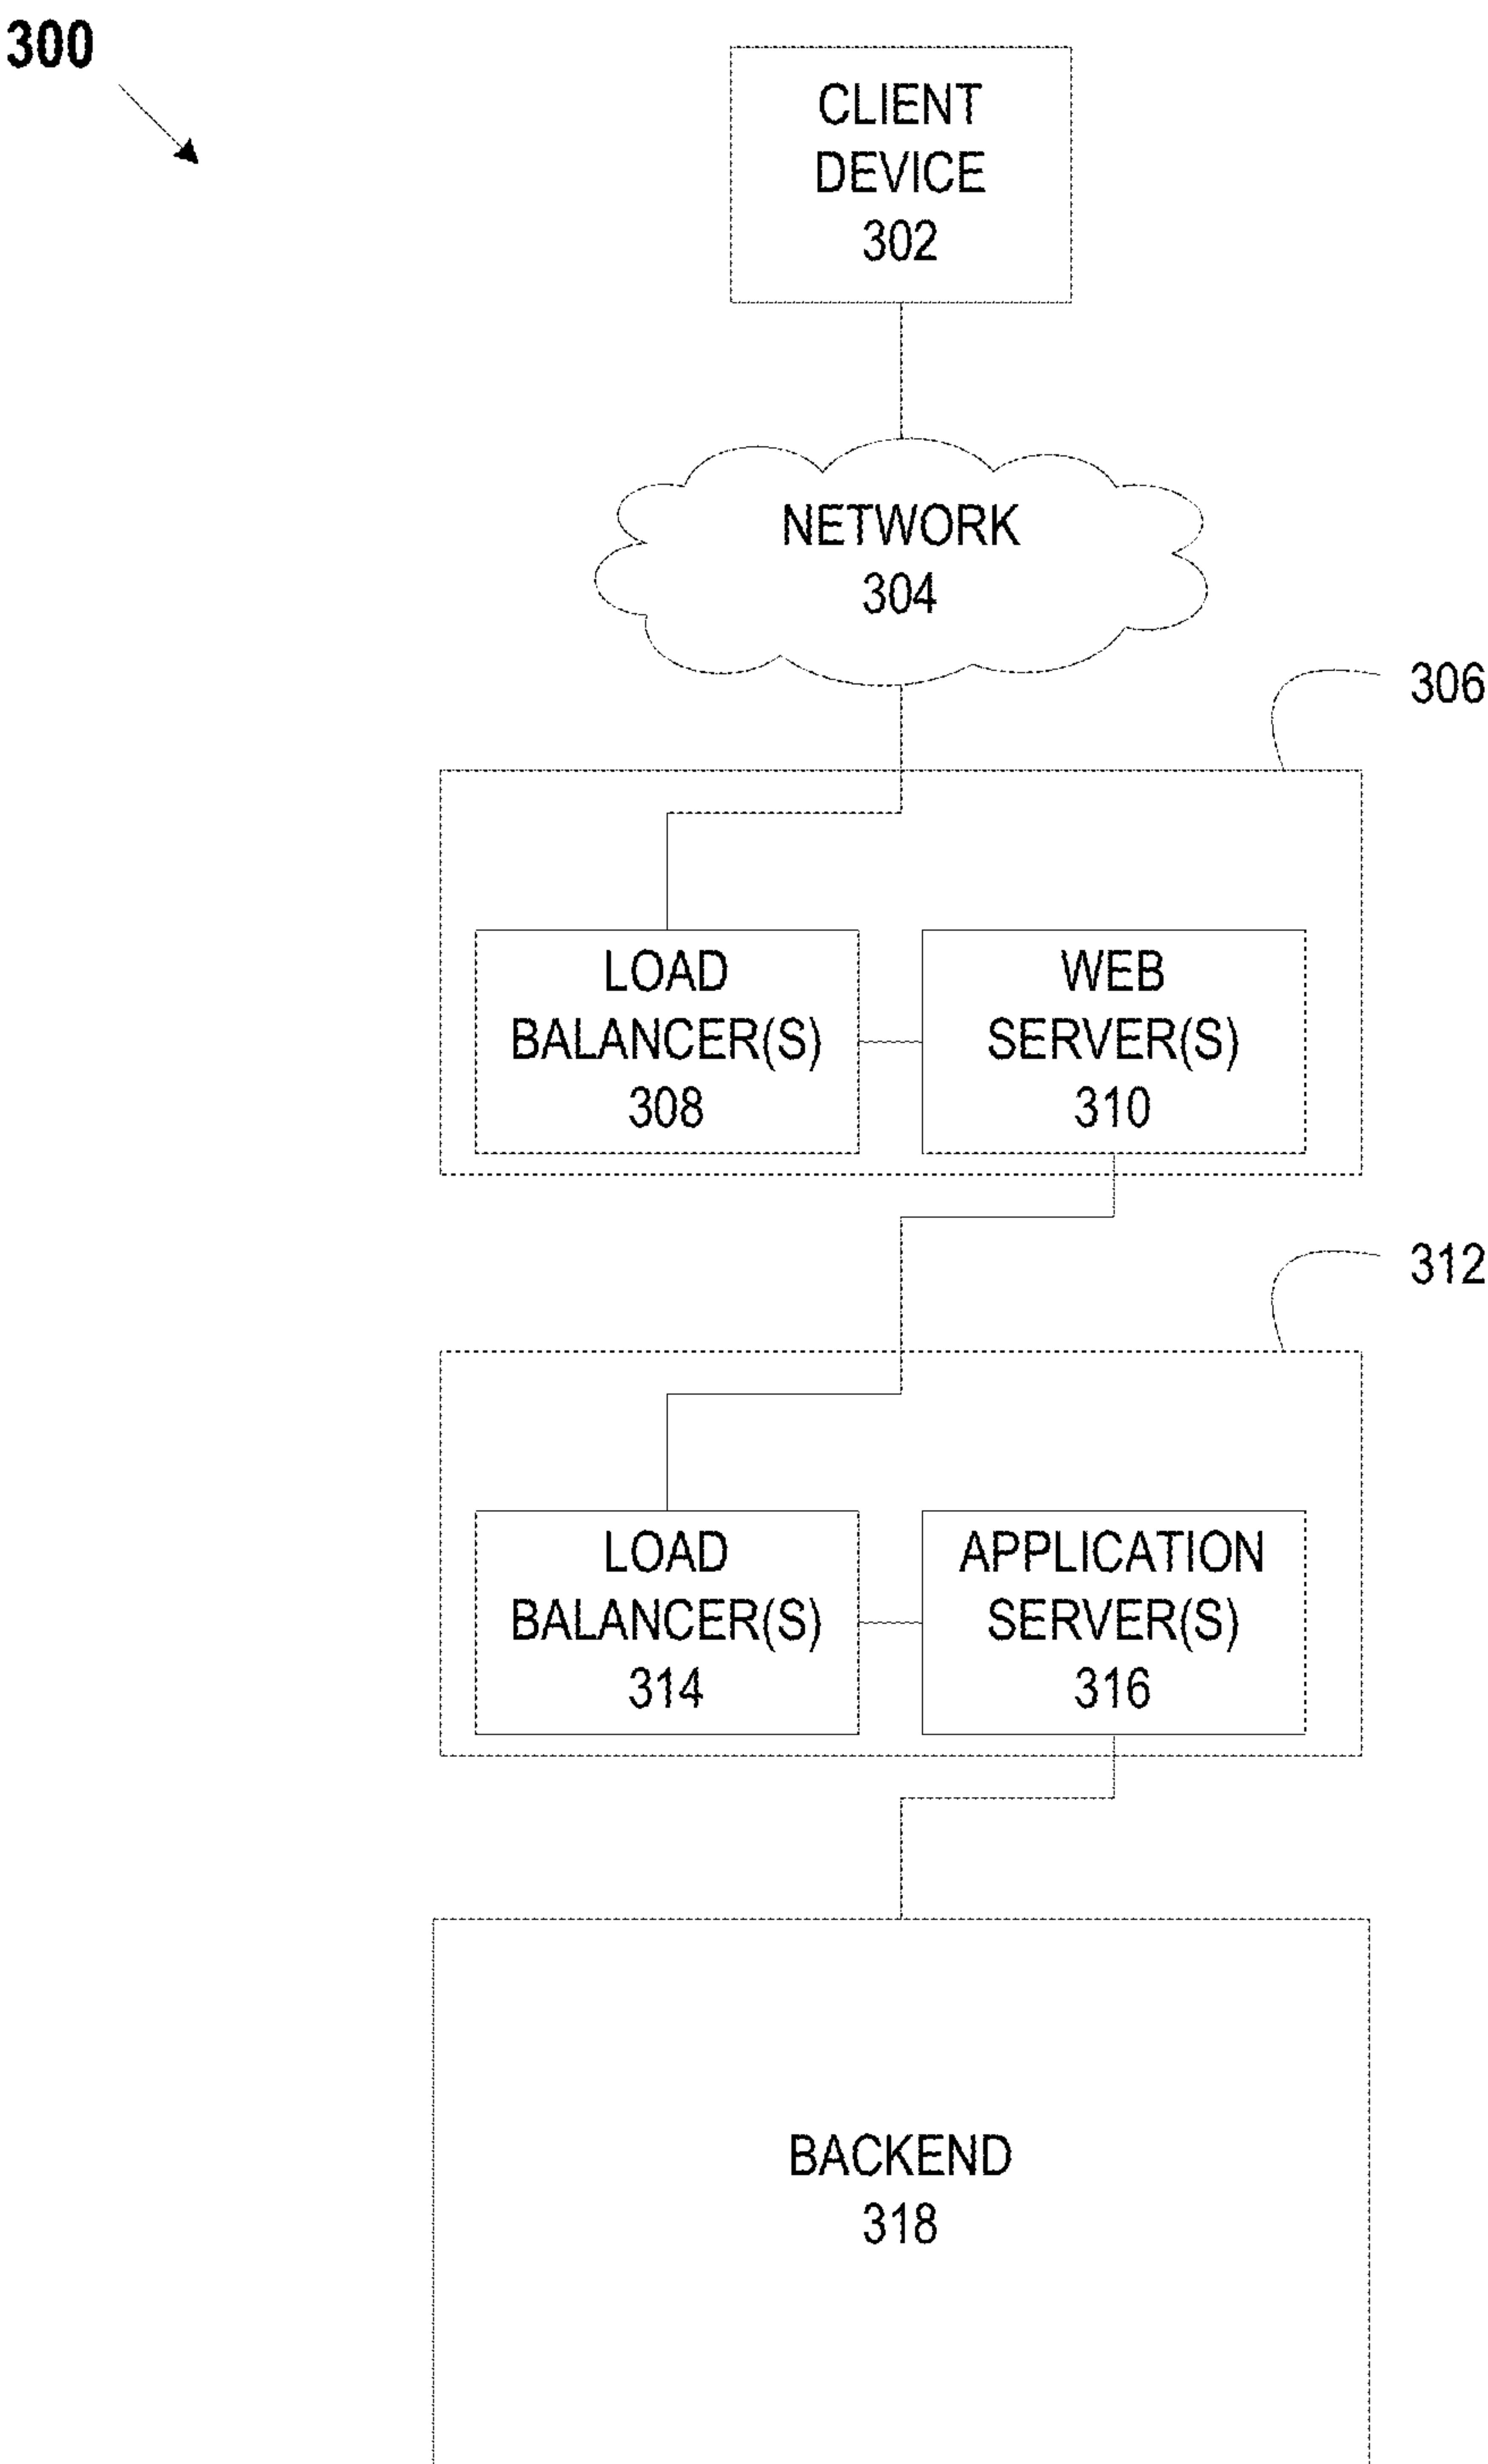 300
CLIENT
DEVICE
302
NETWORK
304
306
LOAD
BALANCER(S)
308
WEB
SERVER(S)
310
312
LOAD
BALANCER(S)
314
APPLICATION
SERVER(S)
316
BACKEND
318